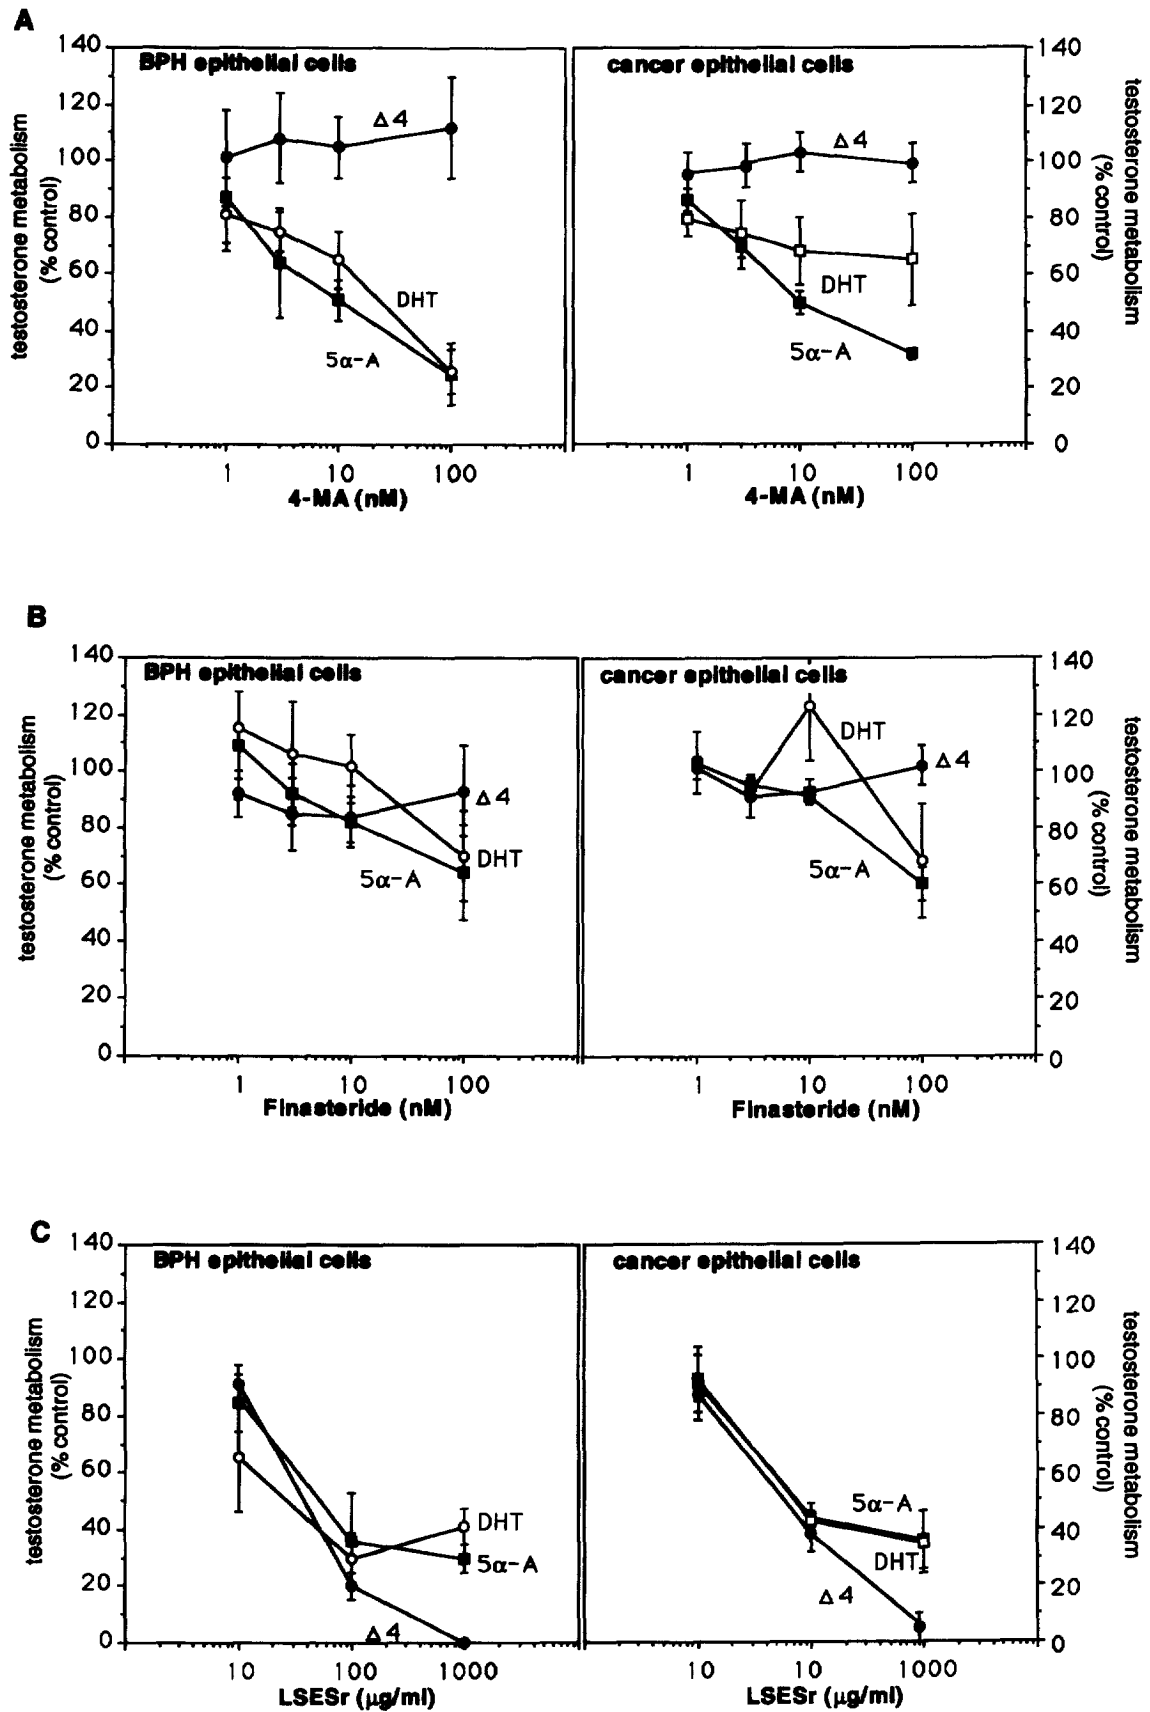 A
BPH epithelial cells
cancer epithelial cells
testosterone metabolism
(% control)
140
120
100
80
60
40
20
0
Δ4
DHT
5α-A
Δ4
DHT
5α-A
140
120
100
80
60
40
20
0
testosterone metabolism
(% control)
1 10 100
4-MA (nM)
1 10 100
4-MA (nM)
B
BPH epithelial cells
cancer epithelial cells
testosterone metabolism
(% control)
140
120
100
80
60
40
20
0
Δ4
DHT
5α-A
DHT
Δ4
5α-A
140
120
100
80
60
40
20
0
testosterone metabolism
(% control)
1 10 100
Finasteride (nM)
1 10 100
Finasteride (nM)
C
BPH epithelial cells
cancer epithelial cells
testosterone metabolism
(% control)
140
120
100
80
60
40
20
0
DHT
5α-A
Δ4
5α-A
DHT
Δ4
140
120
100
80
60
40
20
0
testosterone metabolism
(% control)
10 100 1000
LSESr (μg/ml)
10 10 1000
LSESr (μg/ml)